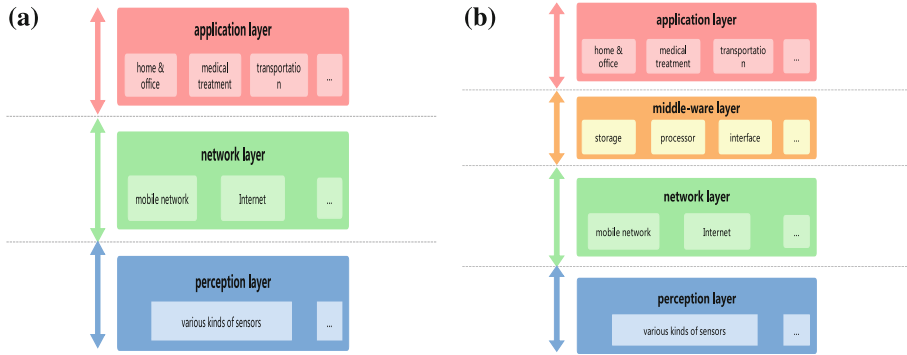 (a)
application layer
home &
office
medical
treatment
transportatio
n
...
network layer
mobile network
Internet
...
perception layer
various kinds of sensors
...
(b)
application layer
home &
office
medical
treatment
transportatio
n
...
middle-ware layer
storage
processor
interface
...
network layer
mobile network
Internet
...
perception layer
various kinds of sensors
...